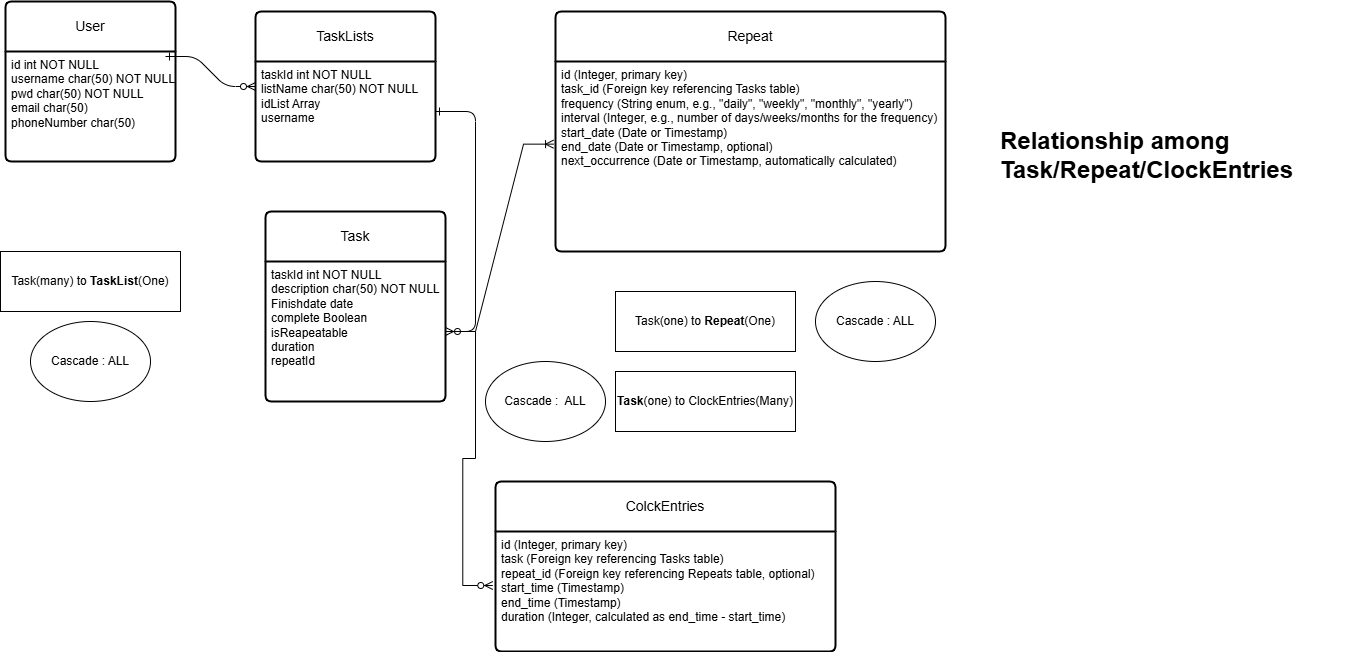 User
id int NOT NULL
username char(50) NOT NULL
pwd char(50) NOT NULL
email char(50)
phoneNumber char(50)
TaskLists
taskId int NOT NULL
listName char(50) NOT NULL
idList Array
username
Repeat
id (Integer, primary key)
task_id (Foreign key referencing Tasks table)
frequency (String enum, e.g., "daily", "weekly", "monthly", "yearly")
interval (Integer, e.g., number of days/weeks/months for the frequency)
start_date (Date or Timestamp)
end_date (Date or Timestamp, optional)
next_occurrence (Date or Timestamp, automatically calculated)
Relationship among
Task/Repeat/ClockEntries
Task
taskId int NOT NULL
description char(50) NOT NULL
Finishdate date
complete Boolean
isReapeatable
duration
repeatId
Task(many) to TaskList(One)
Cascade : ALL
Task(one) to Repeat(One)
Cascade : ALL
Cascade :  ALL
Task(one) to ClockEntries(Many)
ColckEntries
id (Integer, primary key)
task (Foreign key referencing Tasks table)
repeat_id (Foreign key referencing Repeats table, optional)
start_time (Timestamp)
end_time (Timestamp)
duration (Integer, calculated as end_time - start_time)